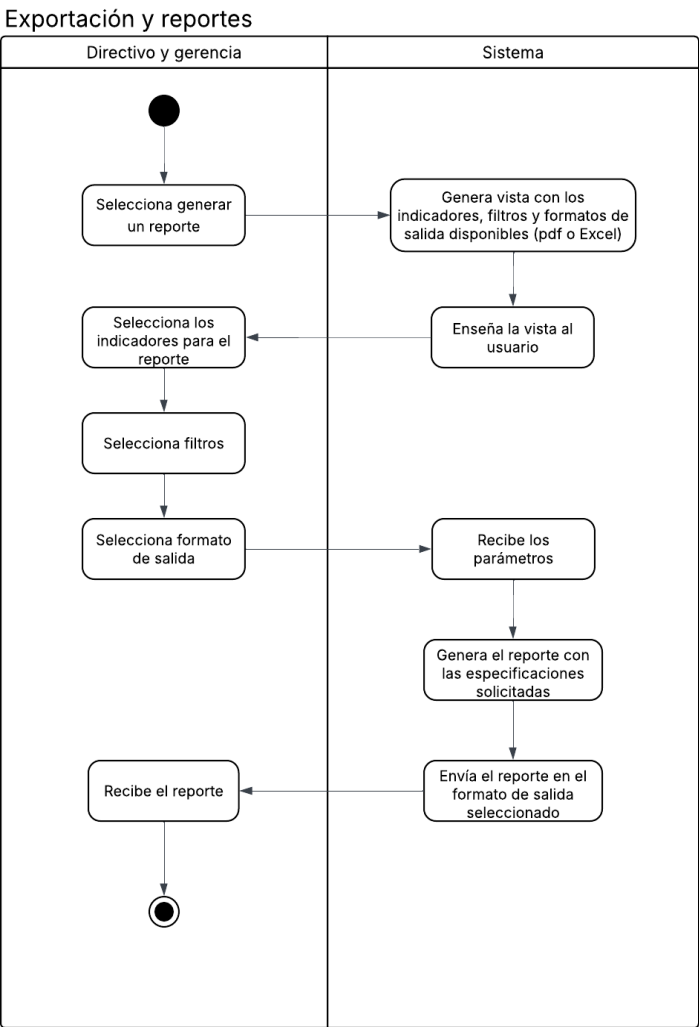 Exportación y reportes
Directivo y gerencia
Sistema
Selecciona generar
un reporte
Genera vista con los
indicadores, filtros y formatos de
salida disponibles (pdf o Excel)
Enseña la vista al
usuario
Selecciona los
indicadores para el
reporte
Selecciona filtros
Selecciona formato
de salida
Recibe los
parámetros
Genera el reporte con
las especificaciones
solicitadas
Envía el reporte en el
formato de salida
seleccionado
Recibe el reporte